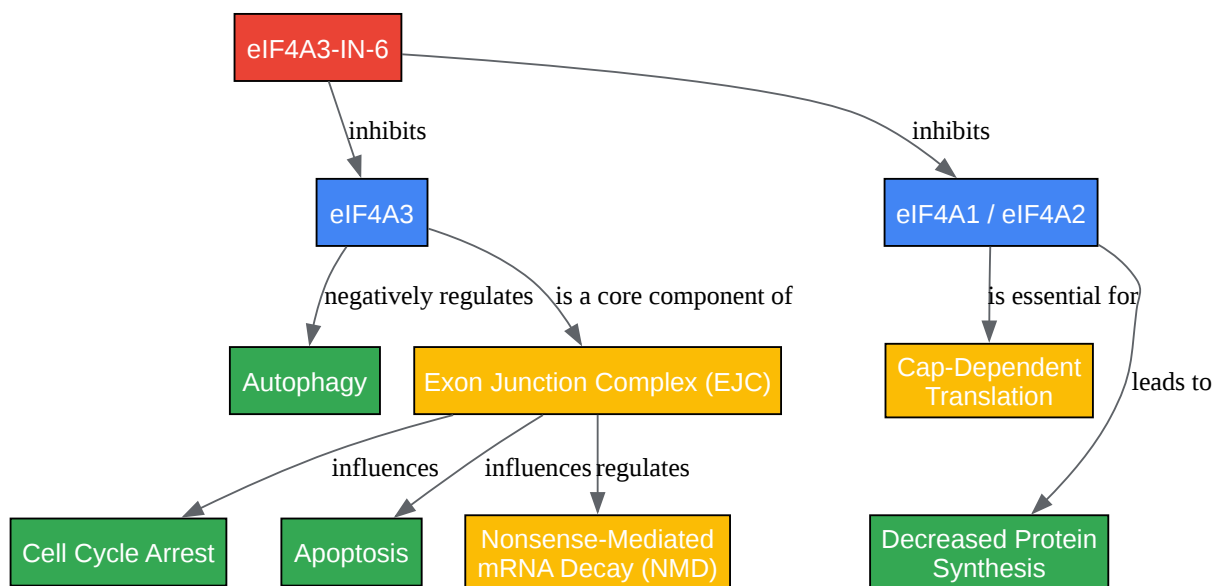 eIF4A3-IN-6
inhibits
inhibits
eIF4A3
eIF4A1 / eIF4A2
negatively regulates
is a core component of
is essential for
Autophagy
Exon Junction Complex (EJC)
Cap-Dependent
Translation
leads to
influences
influences
regulates
Cell Cycle Arrest
Apoptosis
Nonsense-Mediated
mRNA Decay (NMD)
Decreased Protein
Synthesis